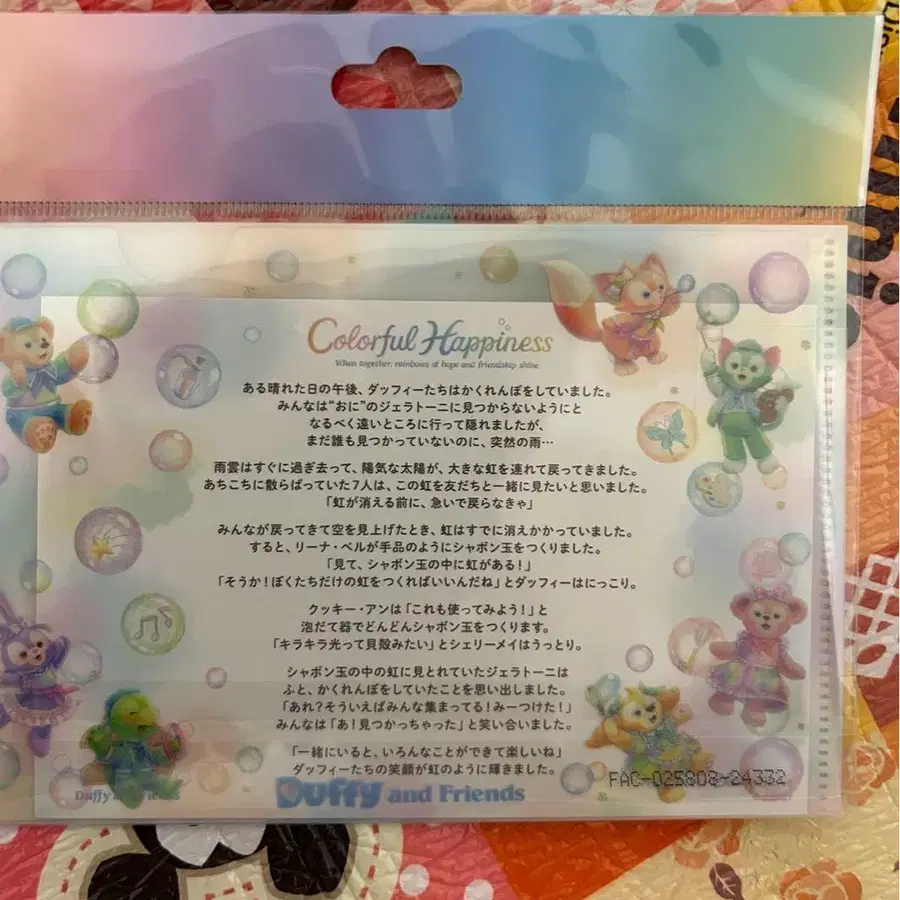 Colorful Happiness
When together, rainbows of hope and friendship shine
ある晴れた日の午後、ダッフィーたちはかくれんぼをしていました。
みんなは“おに”のジェラトーニに見つからないようにと
なるべく遠いところに行って隠れましたが、
まだ誰も見つかっていないのに、突然の雨…
雨雲はすぐに過ぎ去って、陽気な太陽が、大きな虹を連れて戻ってきました。
あちこちに散らばっていた7人は、この虹を友だちと一緒に見たいと思いました。
「虹が消える前に、急いで戻らなきゃ」
みんなが戻ってきて空を見上げたとき、虹はすでに消えかかっていました。
すると、リーナ・ベルが手品のようにシャボン玉をつくりました。
「見て、シャボン玉の中に虹がある！」
「そうか！ぼくたちだけの虹をつくればいいんだね」とダッフィーはにっこり。
クッキー・アンは「これも使ってみよう！」と
泡だて器でどんどんシャボン玉をつくります。
「キラキラ光って貝殻みたい」とシェリーメイはうっとり。
シャボン玉の中の虹に見とれていたジェラトーニは
ふと、かくれんぼをしていたことを思い出しました。
「あれ？そういえばみんな集まってる！みーつけた！」
みんなは「あ！見つかっちゃった」と笑い合いました。
「一緒にいると、いろんなことができて楽しいね」
ダッフィーたちの笑顔が虹のように輝きました。
FAC-025808-24332
Duffy and Friends
Duffy and Friends